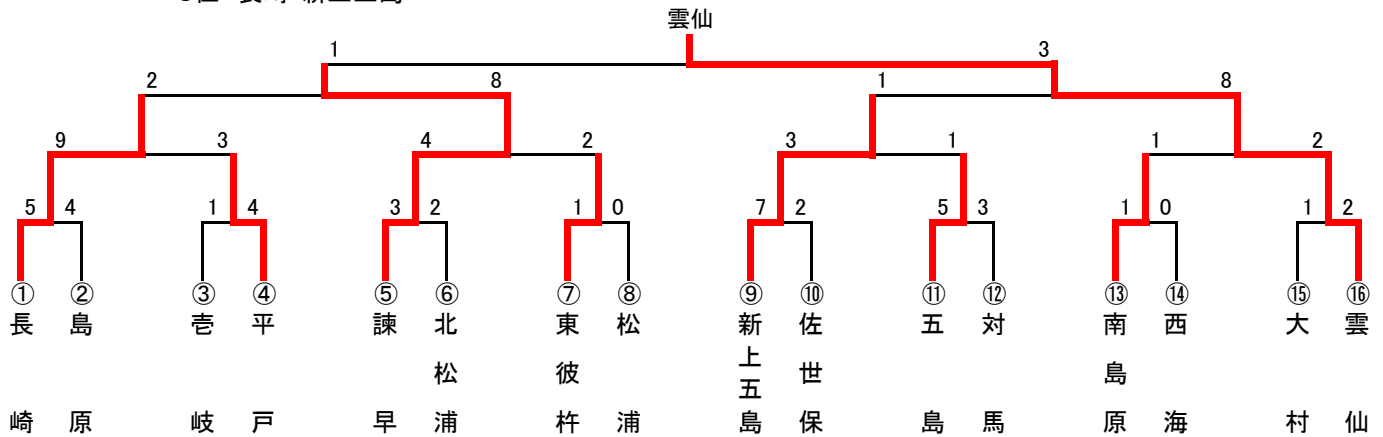 雲仙
1 3
2 8 1 8
9 3 4 2 3 1 1 2
5 4 1 4 3 2 1 0 7 2 5 3 1 0 1 2
① ② ③ ④ ⑤ ⑥ ⑦ ⑧ ⑨ ⑩ ⑪ ⑫ ⑬ ⑭ ⑮ ⑯
長崎
島原
壱岐
平戸
諫早
北松浦
東彼杵
松浦
新上五島
佐世保
五島
対馬
南島原
西海
大村
雲仙